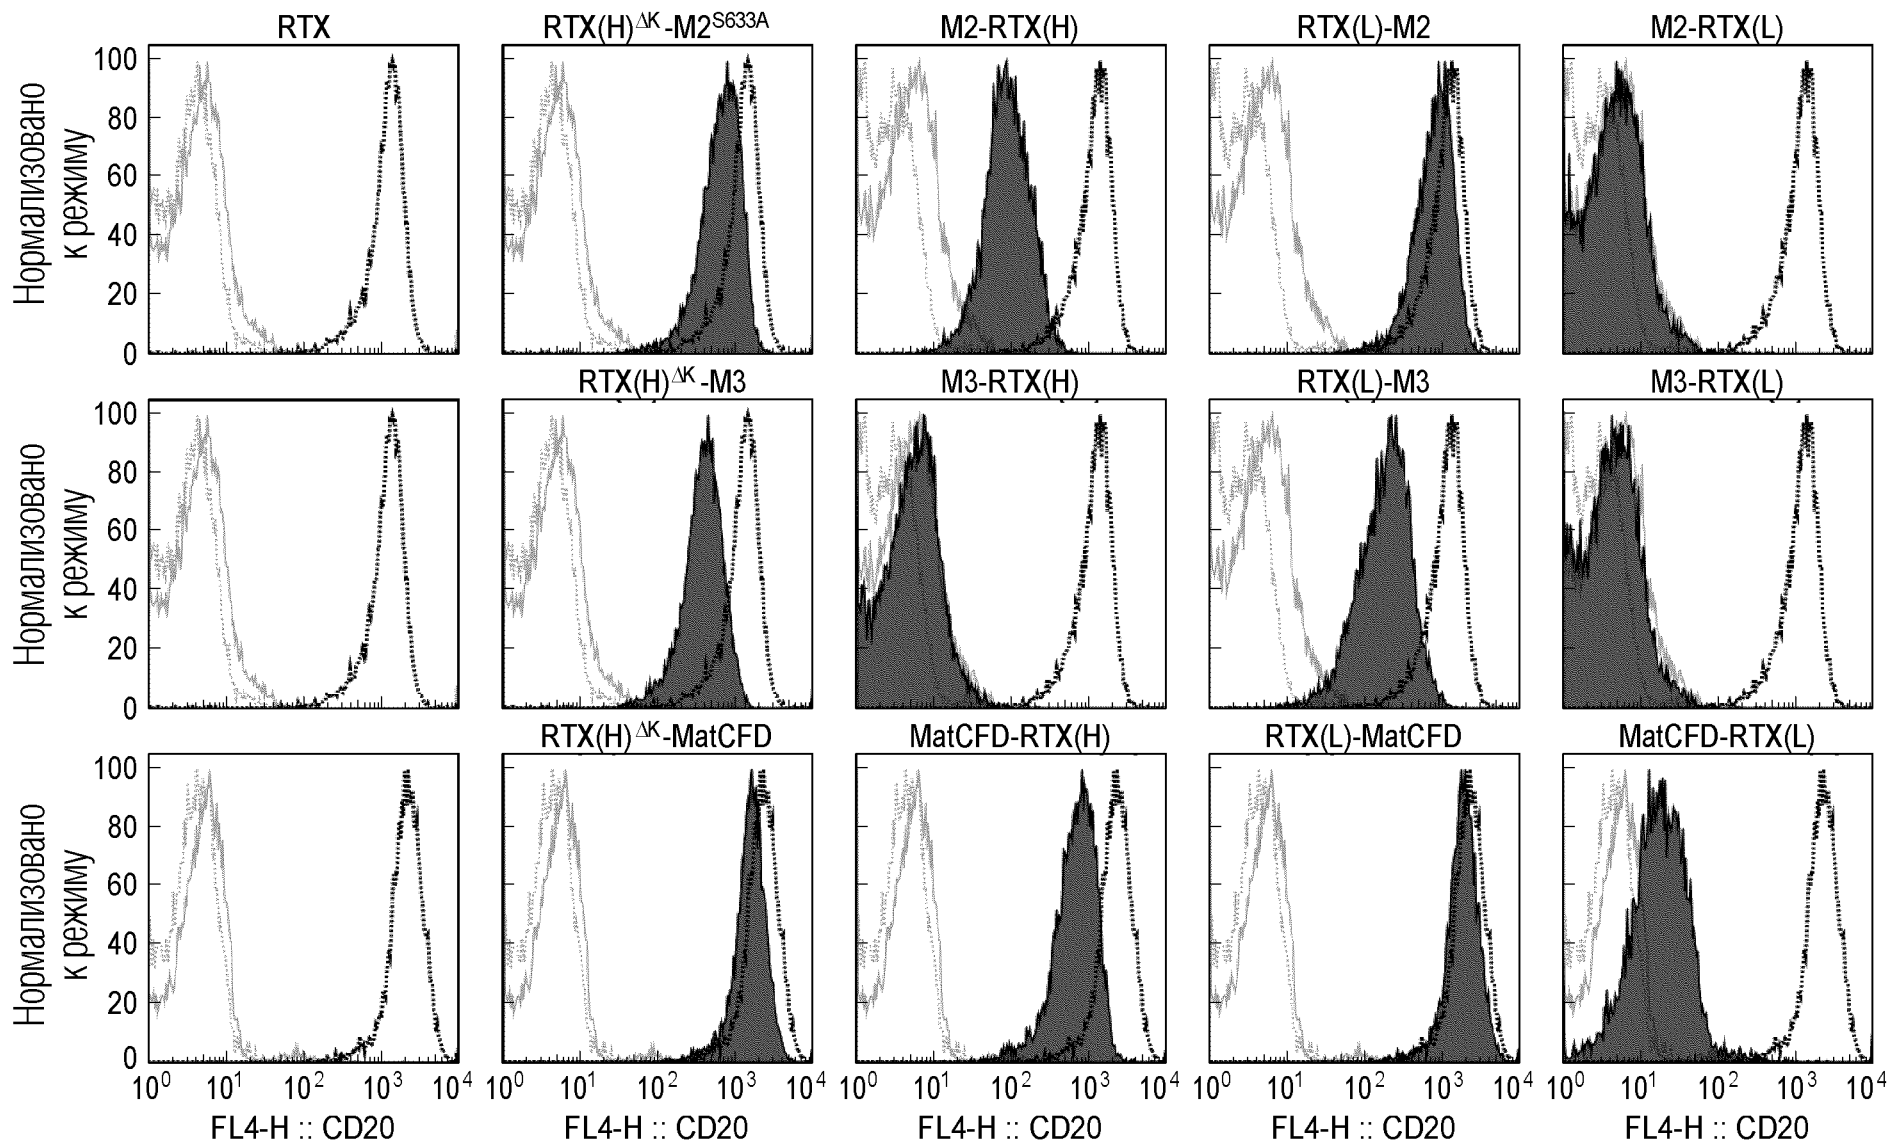 RTX RTX(H)ΔK-M2S633A M2-RTX(H) RTX(L)-M2 M2-RTX(L)
Нормализовано
к режиму
100
80
60
40
20
0
RTX(H)ΔK-M3 M3-RTX(H) RTX(L)-M3 M3-RTX(L)
Нормализовано
к режиму
100
80
60
40
20
0
RTX(H)ΔK-MatCFD MatCFD-RTX(H) RTX(L)-MatCFD MatCFD-RTX(L)
Нормализовано
к режиму
100
80
60
40
20
0
10^0 10^1 10^2 10^3 10^4 10^0 10^1 10^2 10^3 10^4 10^0 10^1 10^2 10^3 10^4 10^0 10^1 10^2 10^3 10^4 10^0 10^1 10^2 10^3 10^4
FL4-H :: CD20 FL4-H :: CD20 FL4-H :: CD20 FL4-H :: CD20 FL4-H :: CD20